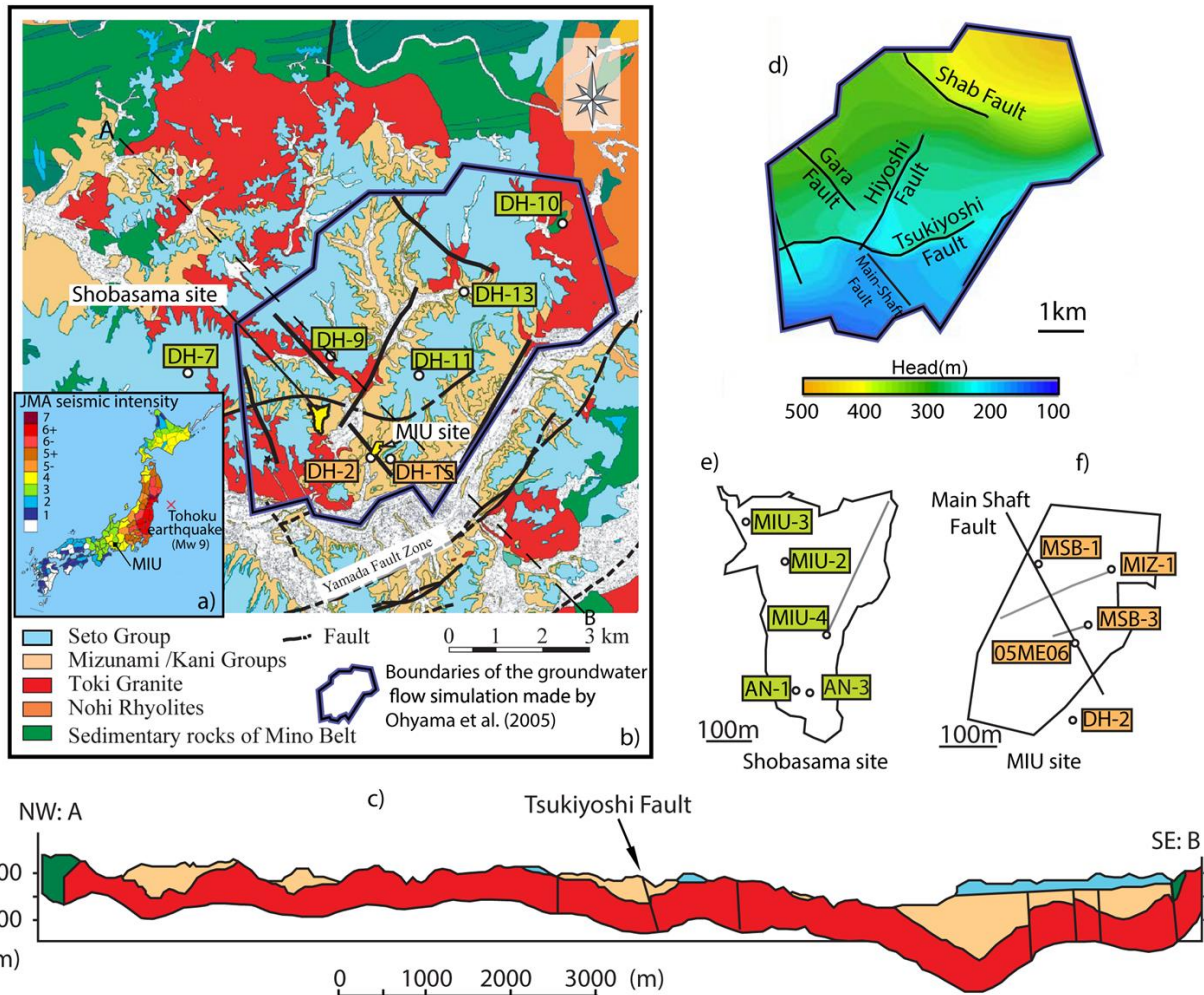 N
A
DH-10
Shobasama site
DH-13
DH-9
DH-7
DH-11
MIU site
DH-2
DH-15
JMA seismic intensity
7
6+
6-
5+
5-
4
3
2
1
Tohoku
earthquake
(Mw 9)
MIU
a)
Yamada Fault Zone
B
Seto Group
Mizunami /Kani Groups
Toki Granite
Nohi Rhyolites
Sedimentary rocks of Mino Belt
Fault
0 1 2 3 km
Boundaries of the groundwater
flow simulation made by
Ohyama et al. (2005)
b)
d)
Shab Fault
Gara
Fault
Hiyoshi
Fault
Tsukiyoshi
Fault
Main-Shaft
Fault
1km
Head(m)
500 400 300 200 100
e)
MIU-3
MIU-2
MIU-4
AN-1
AN-3
100m
Shobasama site
f)
Main Shaft
Fault
MSB-1
MIZ-1
MSB-3
05ME06
DH-2
100m
MIU site
c)
NW: A
Tsukiyoshi Fault
SE: B
00
00
m)
0 1000 2000 3000 (m)